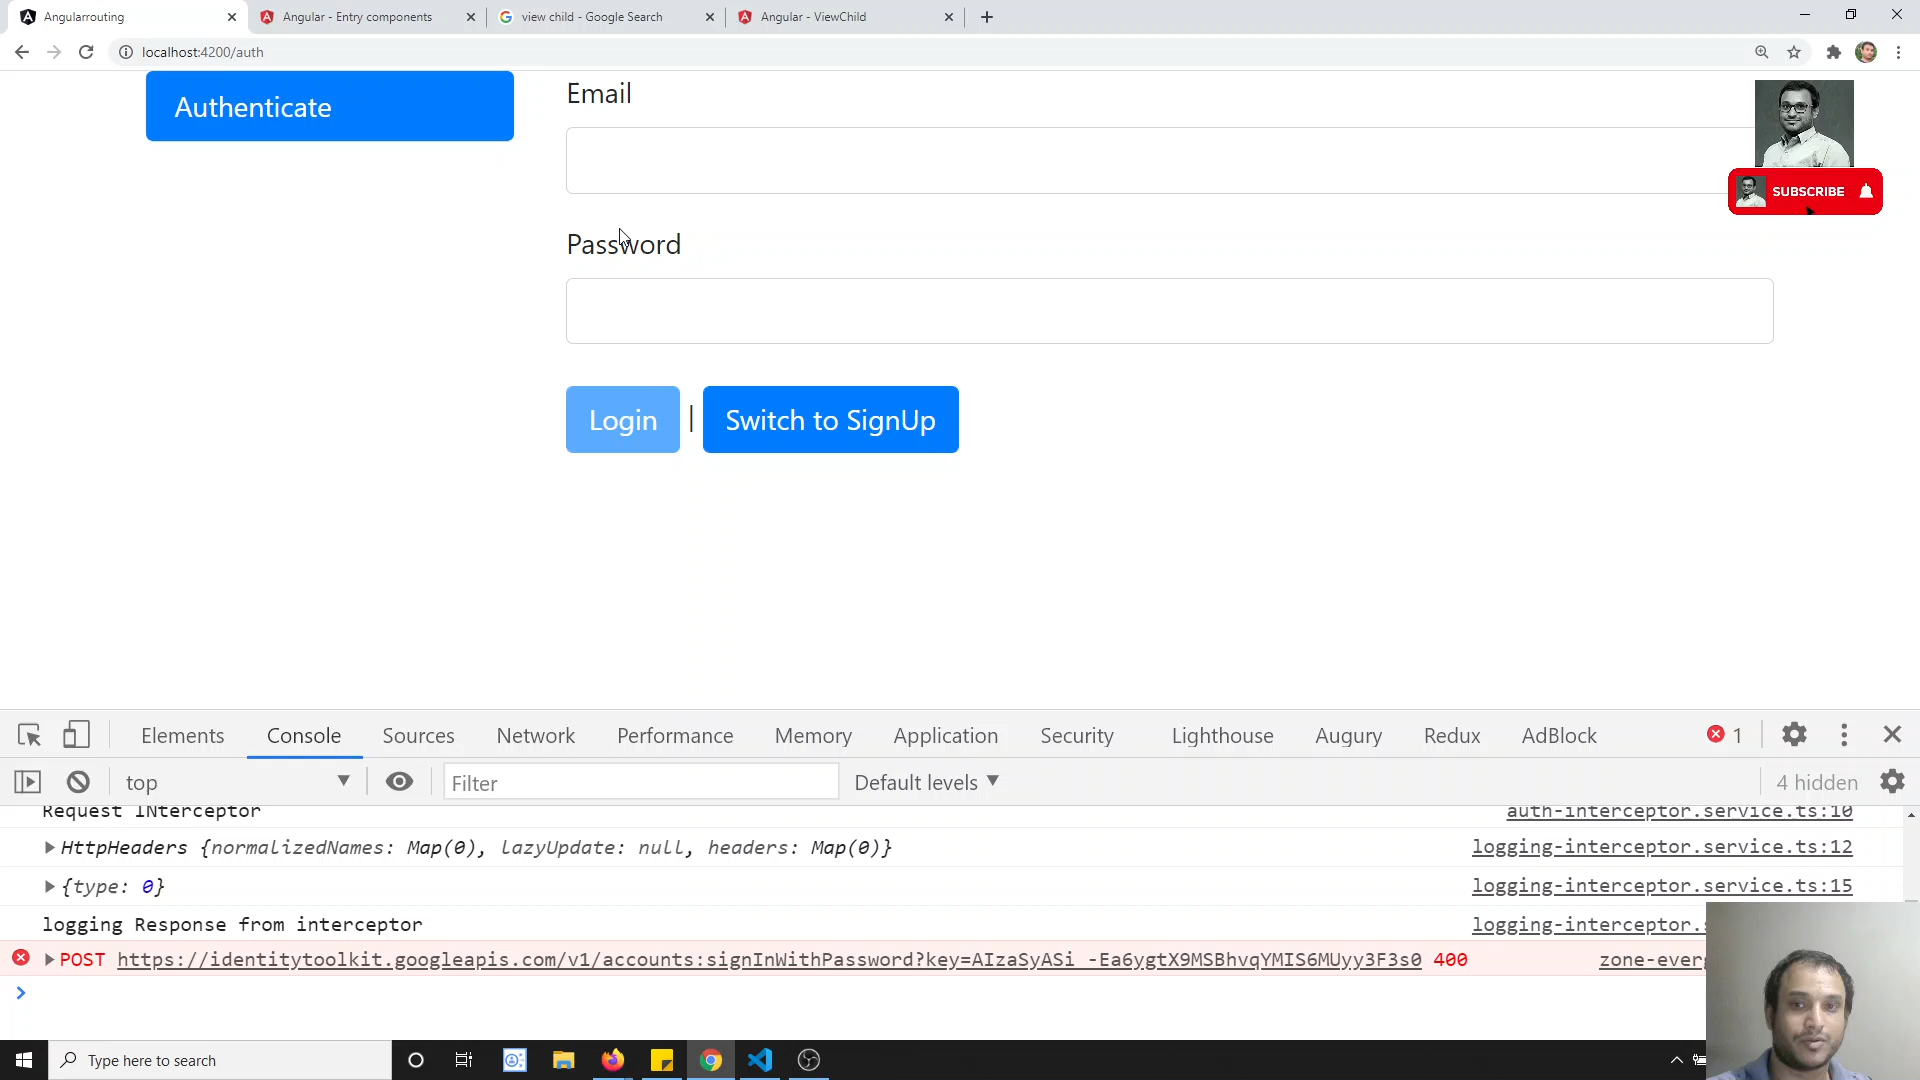 Angularrouting
Angular - Entry components
view child - Google Search
Angular - ViewChild
localhost:4200/auth
Authenticate
Email
SUBSCRIBE
Password
Login | Switch to SignUp
Elements Console Sources Network Performance Memory Application Security Lighthouse Augury Redux AdBlock 1
top Filter Default levels 4 hidden
Request INterceptor auth-interceptor.service.ts:10
HttpHeaders {normalizedNames: Map(0), lazyUpdate: null, headers: Map(0)} logging-interceptor.service.ts:12
{type: 0} logging-interceptor.service.ts:15
logging Response from interceptor logging-interceptor.
POST https://identitytoolkit.googleapis.com/v1/accounts:signInWithPassword?key=AIzaSyASi_-Ea6ygtX9MSBhvqYMIS6MUyy3F3s0 400
Type here to search